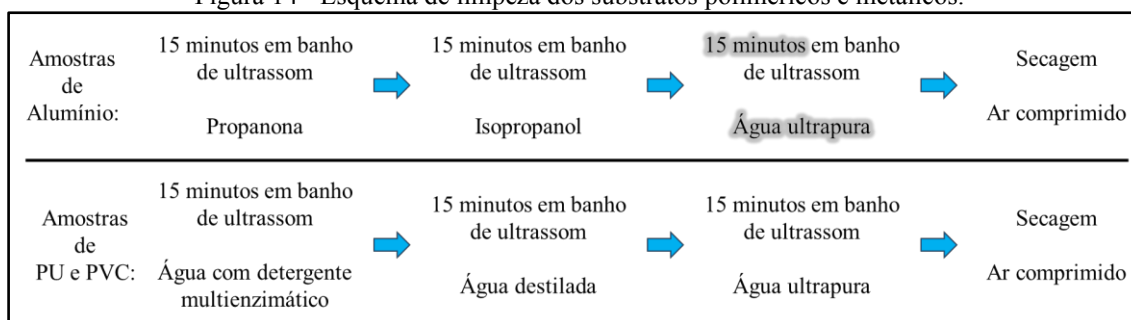 Figura 14 - Esquema de limpeza dos substratos poliméricos e metálicos.
Amostras
de
Alumínio:
15 minutos em banho
de ultrassom
Propanona
15 minutos em banho
de ultrassom
Isopropanol
15 minutos em banho
de ultrassom
Água ultrapura
Secagem
Ar comprimido
Amostras
de
PU e PVC:
15 minutos em banho
de ultrassom
Água com detergente
multienzimático
15 minutos em banho
de ultrassom
Água destilada
15 minutos em banho
de ultrassom
Água ultrapura
Secagem
Ar comprimido